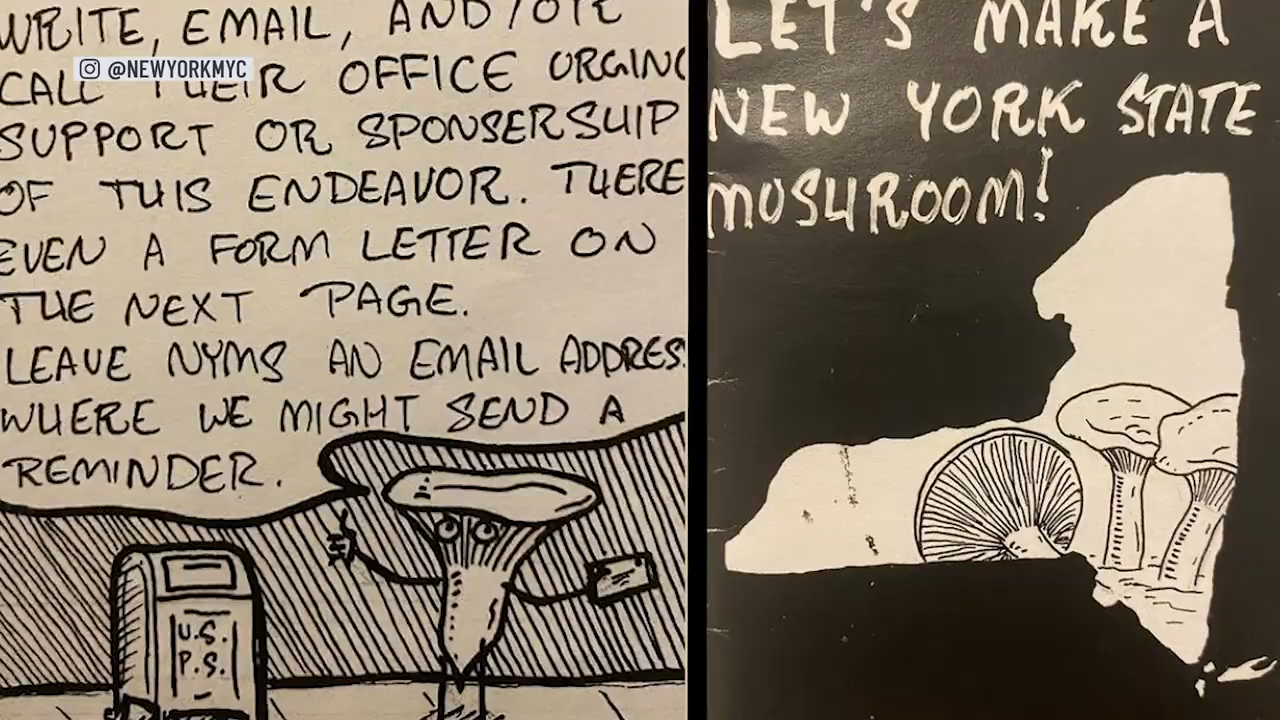 WRITE, EMAIL, AND/OR
@NEWYORKMYC
CALL THEIR OFFICE URGING
SUPPORT OR SPONSERSHIP
OF THIS ENDEAVOR. THERE
EVEN A FORM LETTER ON
THE NEXT PAGE.
LEAVE NYMS AN EMAIL ADDRES
WHERE WE MIGHT SEND A
REMINDER.
U.S.
P.S.
LET'S MAKE A
NEW YORK STATE
MUSHROOM!